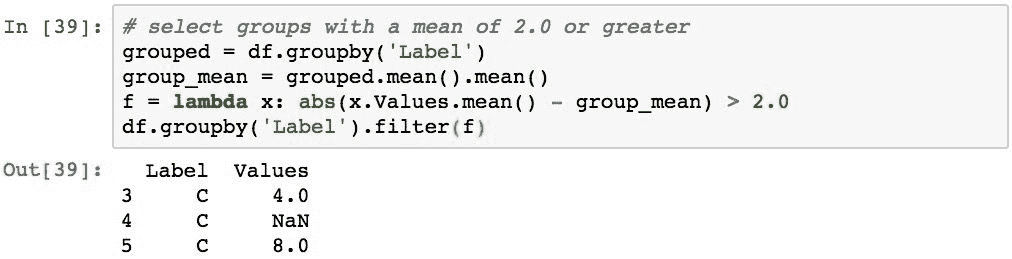 In [39]: # select groups with a mean of 2.0 or greater
grouped = df.groupby('Label')
group_mean = grouped.mean().mean()
f = lambda x: abs(x.Values.mean() - group_mean) > 2.0
df.groupby('Label').filter(f)
Out[39]: Label Values
3 C 4.0
4 C NaN
5 C 8.0